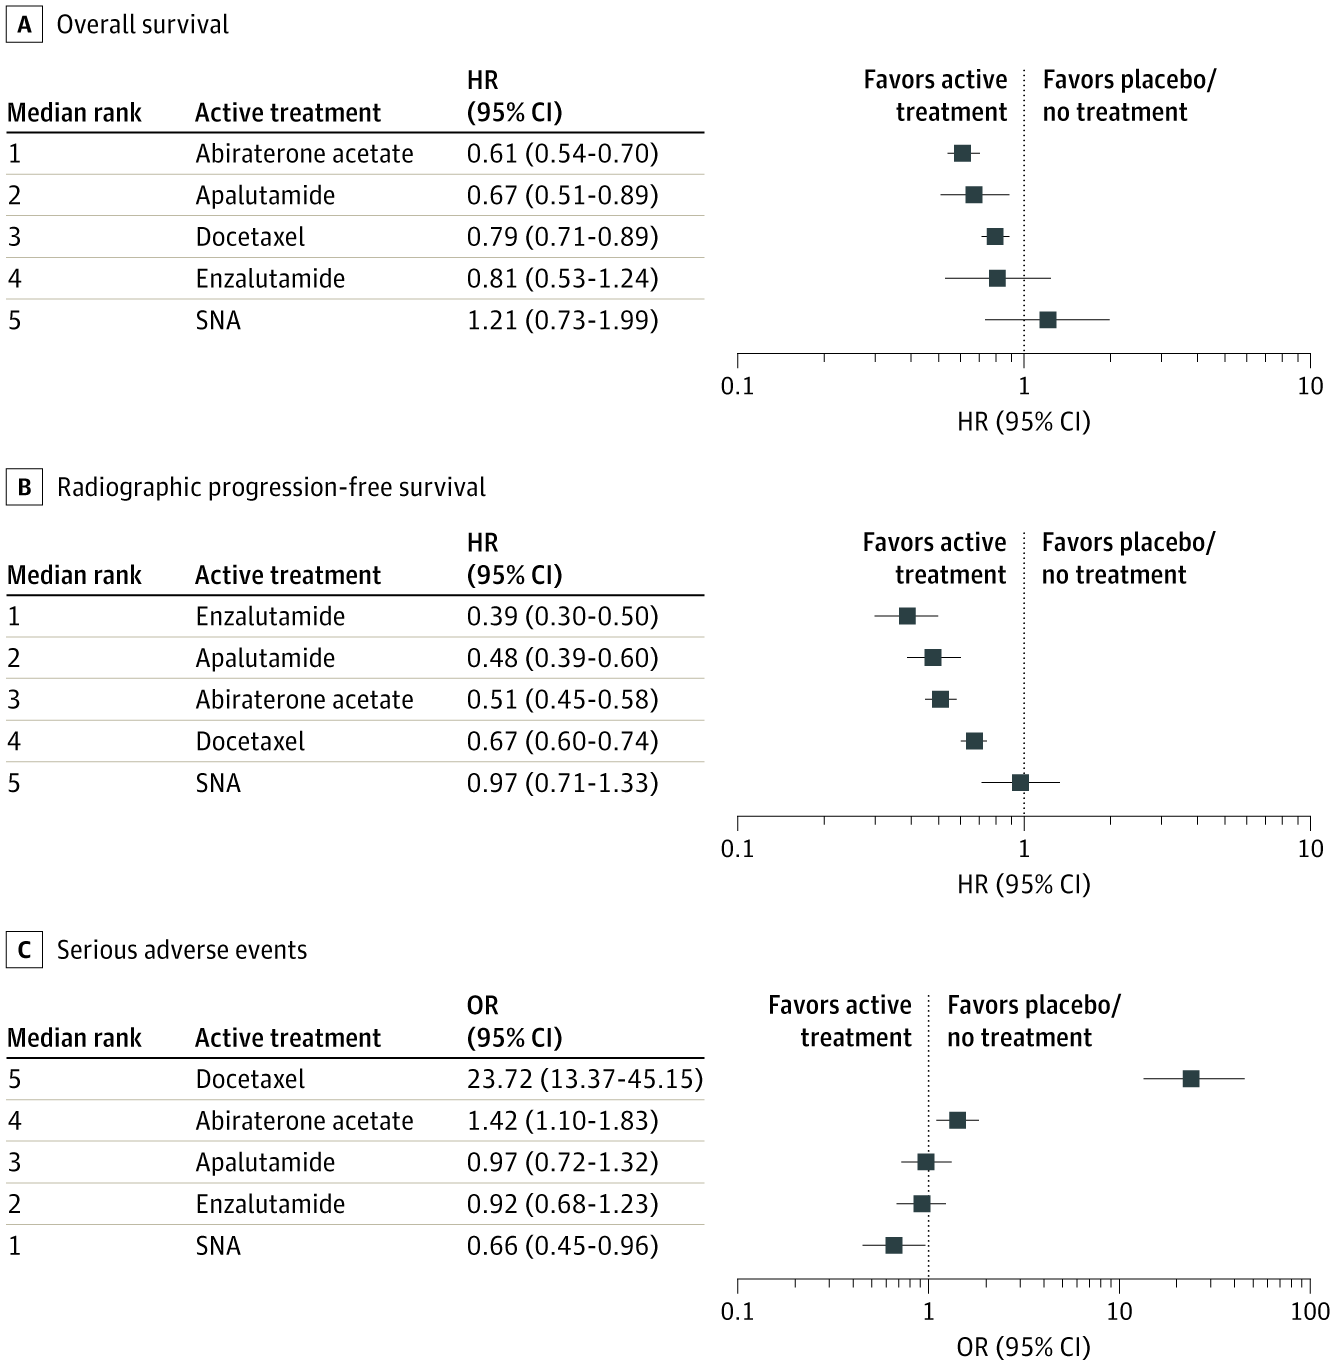 A Overall survival
HR
Median rank Active treatment (95% CI)
Favors active treatment
Favors placebo/
no treatment
1 Abiraterone acetate 0.61 (0.54-0.70)
2 Apalutamide 0.67 (0.51-0.89)
3 Docetaxel 0.79 (0.71-0.89)
4 Enzalutamide 0.81 (0.53-1.24)
5 SNA 1.21 (0.73-1.99)
0.1 1 10
HR (95% CI)
B Radiographic progression-free survival
HR
Median rank Active treatment (95% CI)
Favors active treatment
Favors placebo/
no treatment
1 Enzalutamide 0.39 (0.30-0.50)
2 Apalutamide 0.48 (0.39-0.60)
3 Abiraterone acetate 0.51 (0.45-0.58)
4 Docetaxel 0.67 (0.60-0.74)
5 SNA 0.97 (0.71-1.33)
0.1 1 10
HR (95% CI)
C Serious adverse events
OR
Median rank Active treatment (95% CI)
Favors active treatment
Favors placebo/
no treatment
5 Docetaxel 23.72 (13.37-45.15)
4 Abiraterone acetate 1.42 (1.10-1.83)
3 Apalutamide 0.97 (0.72-1.32)
2 Enzalutamide 0.92 (0.68-1.23)
1 SNA 0.66 (0.45-0.96)
0.1 1 10 100
OR (95% CI)